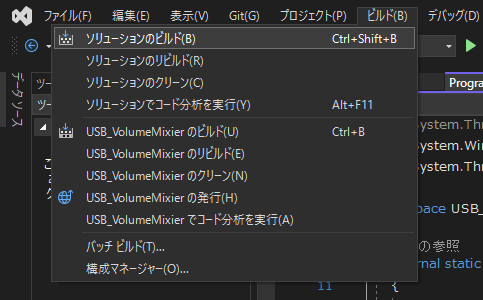 ファイル(F) 編集(E) 表示(V) Git(G) プロジェクト(P) ビルド(B) デバッグ(D)
データソース
ソリューションのビルド(B) Ctrl+Shift+B
ソリューションのリビルド(R)
ソリューションのクリーン(C)
ソリューションでコード分析を実行(Y) Alt+F11
USB_VolumeMixier のビルド(U) Ctrl+B
USB_VolumeMixier のリビルド(E)
USB_VolumeMixier のクリーン(N)
USB_VolumeMixier の発行(H)
USB_VolumeMixier でコード分析を実行(A)
バッチ ビルド(T)...
構成マネージャー(O)...
ツー
ツー
Progra
System.Thr
System.Win
System.Thr
pace USB_
の参照
rnal static
11 {